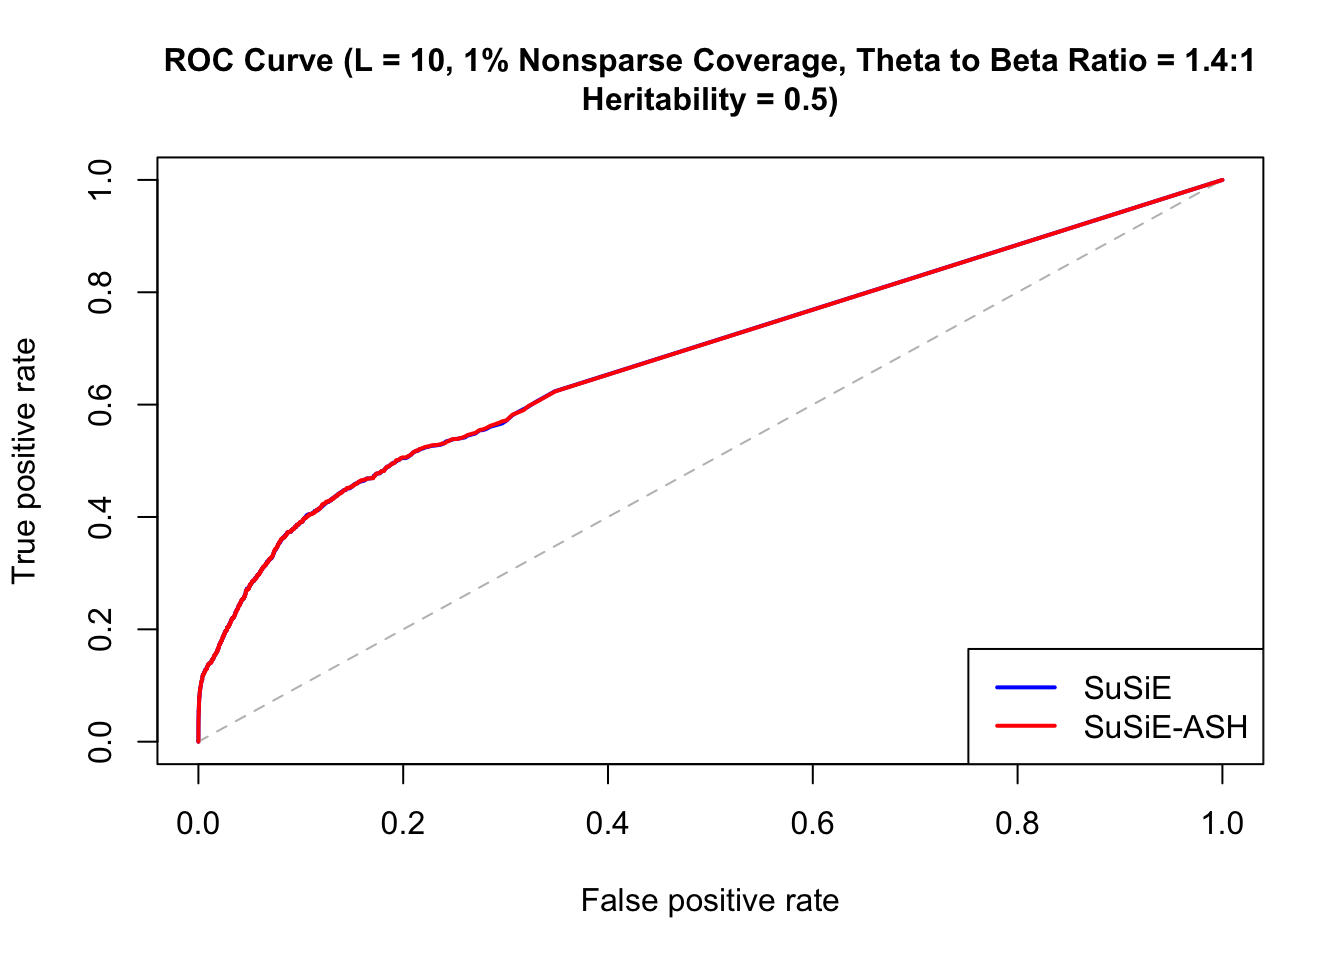 ROC Curve (L = 10, 1% Nonsparse Coverage, Theta to Beta Ratio = 1.4:1
Heritability = 0.5)
True positive rate
1.0
0.8
0.6
0.4
0.2
0.0
SuSiE
SuSiE-ASH
0.0 0.2 0.4 0.6 0.8 1.0
False positive rate